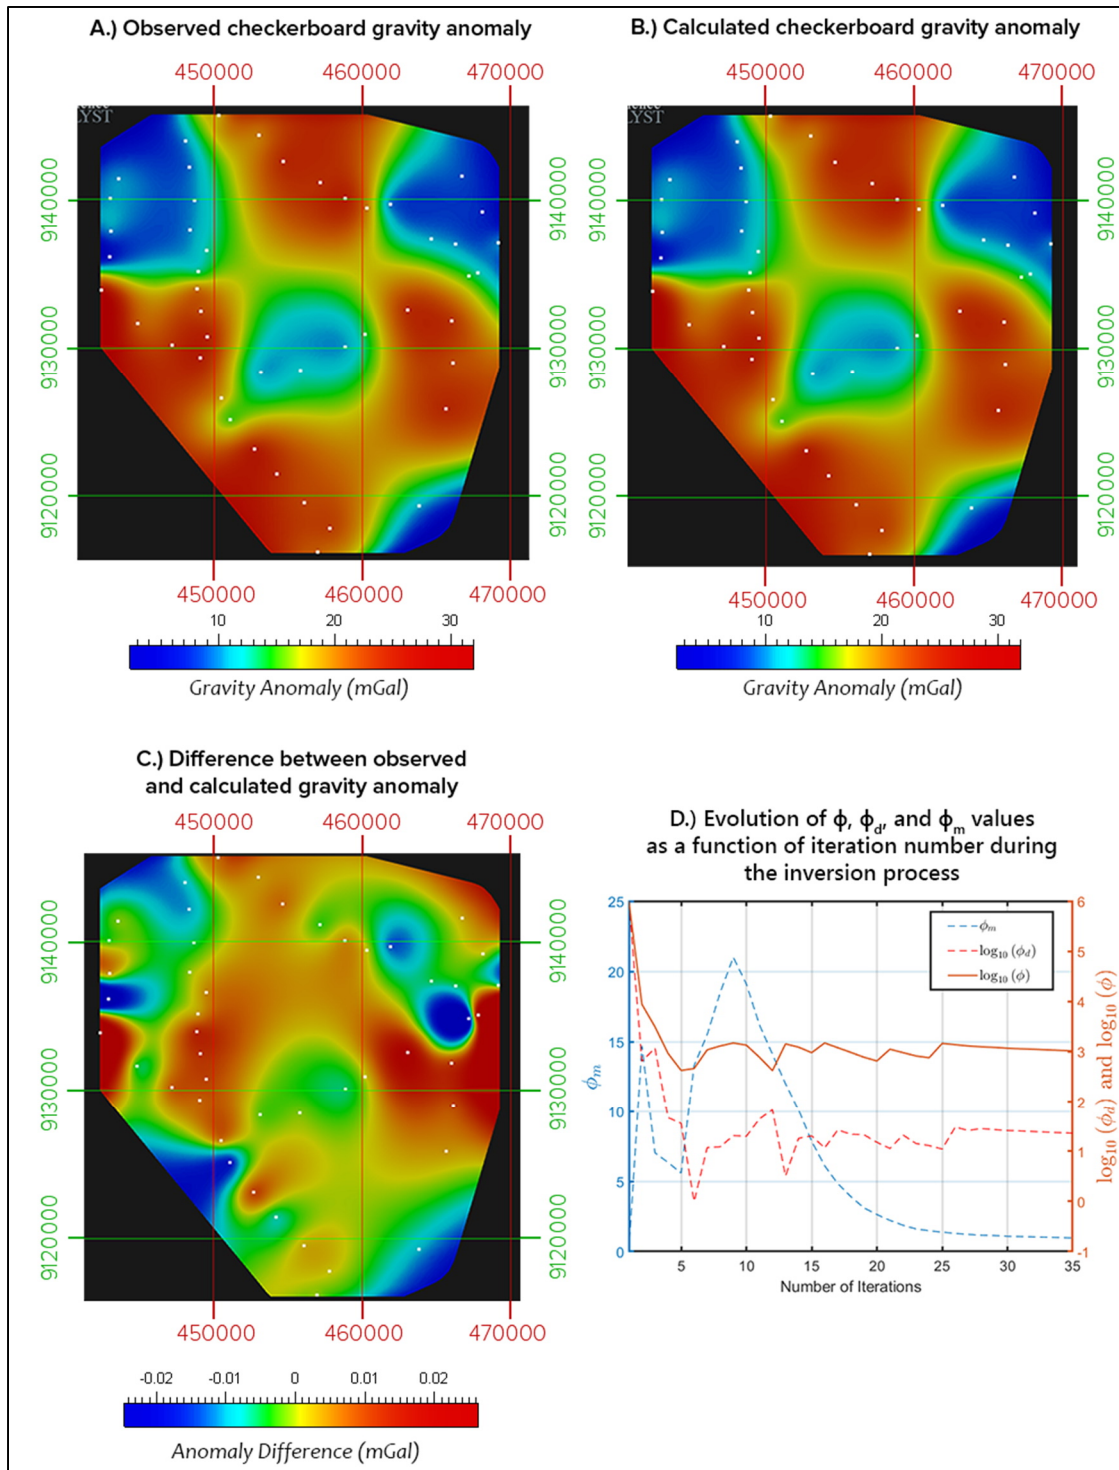 A.) Observed checkerboard gravity anomaly
450000 460000 470000
LYST
9140000 9140000
9130000 9130000
9120000 9120000
450000 460000 470000
10 20 30
Gravity Anomaly (mGal)
B.) Calculated checkerboard gravity anomaly
450000 460000 470000
LYST
9140000 9140000
9130000 9130000
9120000 9120000
450000 460000 470000
10 20 30
Gravity Anomaly (mGal)
C.) Difference between observed
and calculated gravity anomaly
450000 460000 470000
9140000 9140000
9130000 9130000
9120000 9120000
450000 460000 470000
-0.02 -0.01 0 0.01 0.02
Anomaly Difference (mGal)
D.) Evolution of ϕ, ϕd, and ϕm values
as a function of iteration number during
the inversion process
25 6
5
20
4
15 3
2
10
1
5
0
0 -1
ϕm
log10 (ϕd)
log10 (ϕ)
ϕm
log10 (ϕd) and log10 (ϕ)
5 10 15 20 25 30 35
Number of Iterations